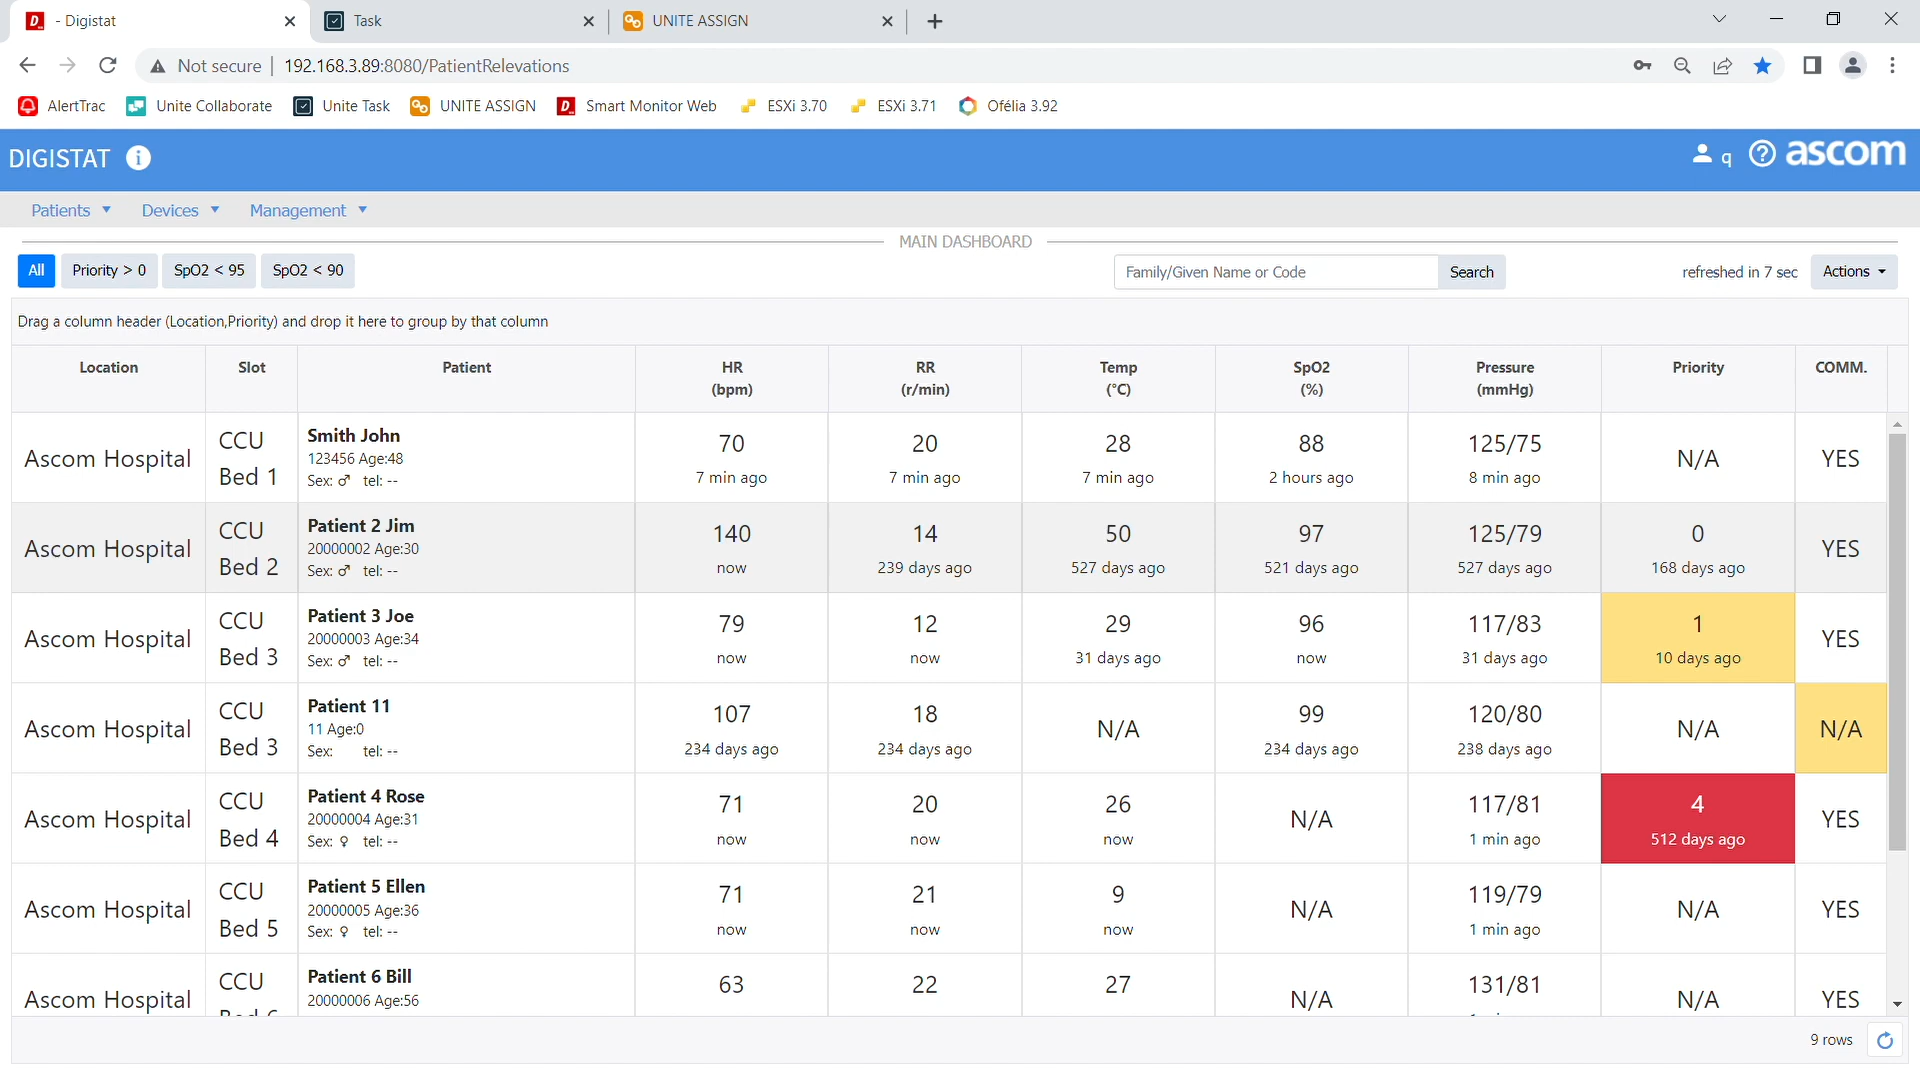 - Digistat
Task
UNITE ASSIGN
Not secure
192.168.3.89:8080/PatientRelevations
AlertTrac
Unite Collaborate
Unite Task
UNITE ASSIGN
Smart Monitor Web
ESXi 3.70
ESXi 3.71
Ofélia 3.92
DIGISTAT
q
ascom
Patients
Devices
Management
MAIN DASHBOARD
All
Priority > 0
SpO2 < 95
SpO2 < 90
Family/Given Name or Code
Search
refreshed in 7 sec
Actions
Drag a column header (Location,Priority) and drop it here to group by that column
Location
Slot
Patient
HR
(bpm)
RR
(r/min)
Temp
(°C)
SpO2
(%)
Pressure
(mmHg)
Priority
COMM.
Ascom Hospital
CCU
Bed 1
Smith John
123456 Age:48
Sex: ♂ tel: --
70
7 min ago
20
7 min ago
28
7 min ago
88
2 hours ago
125/75
8 min ago
N/A
YES
Ascom Hospital
CCU
Bed 2
Patient 2 Jim
20000002 Age:30
Sex: ♂ tel: --
140
now
14
239 days ago
50
527 days ago
97
521 days ago
125/79
527 days ago
0
168 days ago
YES
Ascom Hospital
CCU
Bed 3
Patient 3 Joe
20000003 Age:34
Sex: ♂ tel: --
79
now
12
now
29
31 days ago
96
now
117/83
31 days ago
1
10 days ago
YES
Ascom Hospital
CCU
Bed 3
Patient 11
11 Age:0
Sex: tel: --
107
234 days ago
18
234 days ago
N/A
99
234 days ago
120/80
238 days ago
N/A
N/A
Ascom Hospital
CCU
Bed 4
Patient 4 Rose
20000004 Age:31
Sex: ♀ tel: --
71
now
20
now
26
now
N/A
117/81
1 min ago
4
512 days ago
YES
Ascom Hospital
CCU
Bed 5
Patient 5 Ellen
20000005 Age:36
Sex: ♀ tel: --
71
now
21
now
9
now
N/A
119/79
1 min ago
N/A
YES
Ascom Hospital
CCU
Patient 6 Bill
20000006 Age:56
63
22
27
N/A
131/81
N/A
YES
9 rows